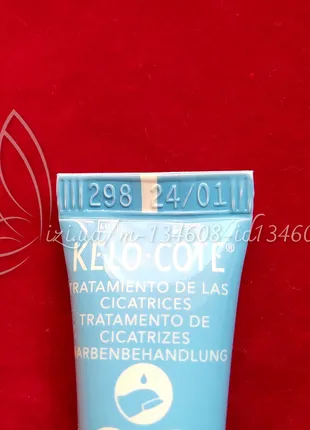 298 24/01
KELO-COTE®
TRATAMIENTO DE LAS
CICATRICES
TRATAMENTO DE
CICATRIZES
NARBENBEHANDLUNG
izi.ua/m-134608-id13460